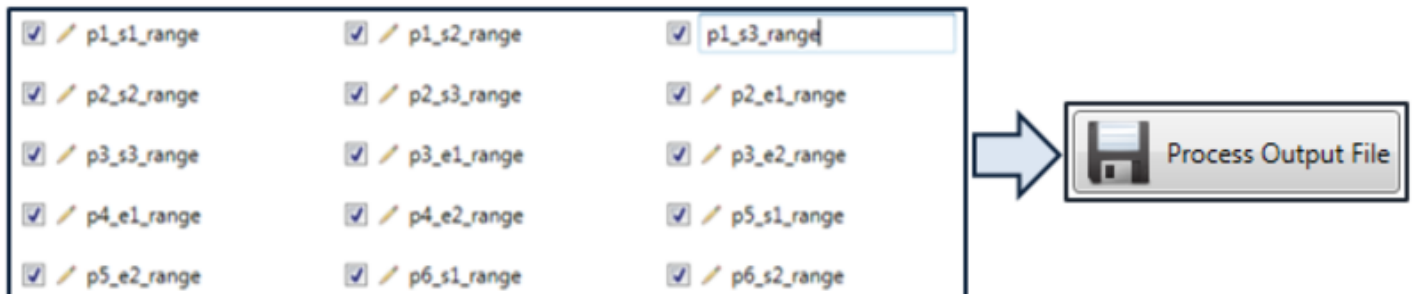 p1_s1_range p1_s2_range p1_s3_range
p2_s2_range p2_s3_range p2_e1_range
p3_s3_range p3_e1_range p3_e2_range
p4_e1_range p4_e2_range p5_s1_range
p5_e2_range p6_s1_range p6_s2_range
Process Output File